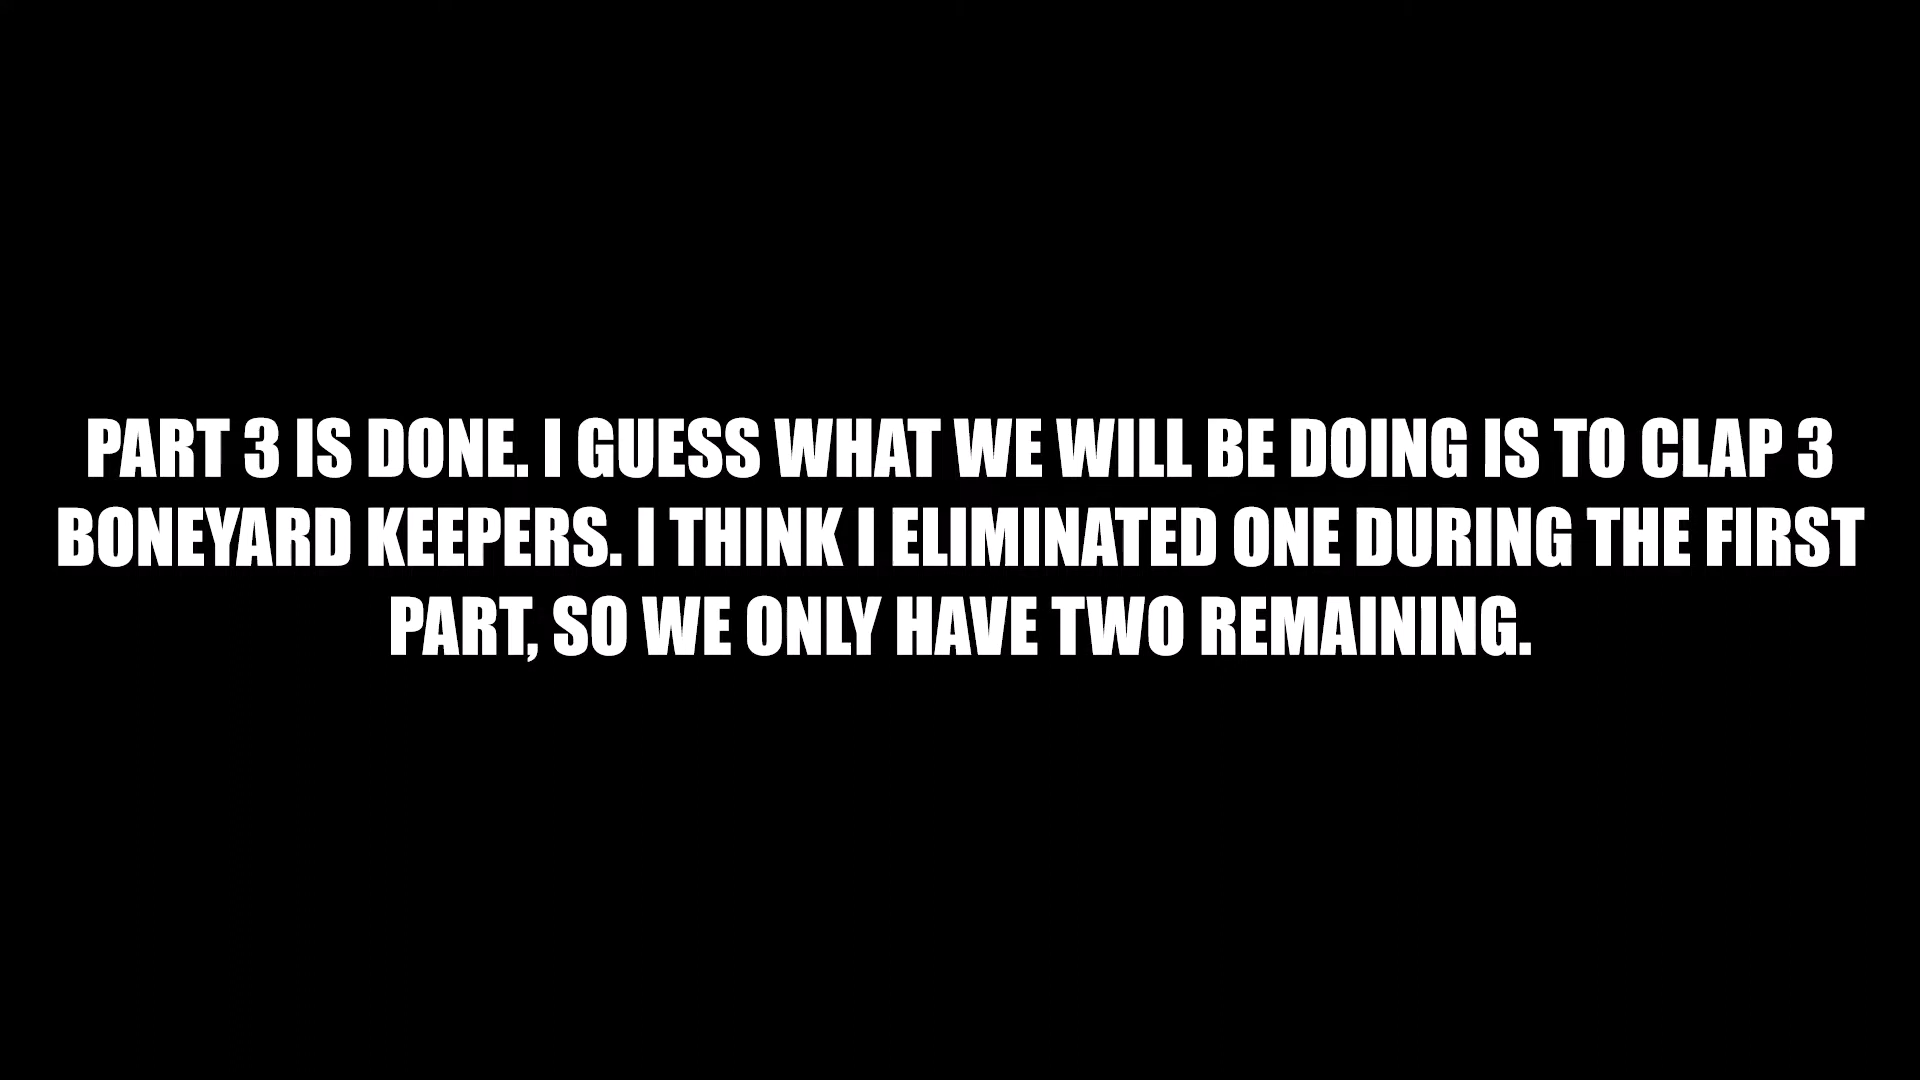 PART 3 IS DONE. I GUESS WHAT WE WILL BE DOING IS TO CLAP 3
BONEYARD KEEPERS. I THINK I ELIMINATED ONE DURING THE FIRST
PART, SO WE ONLY HAVE TWO REMAINING.